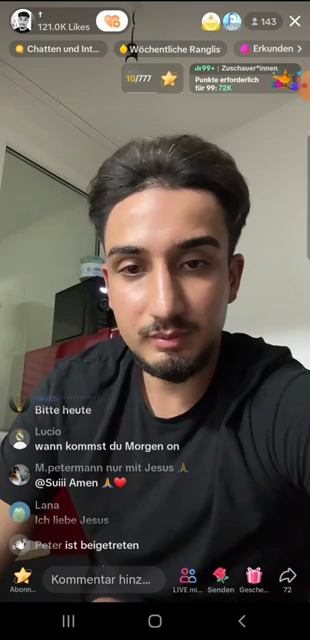 †
121.0K Likes
143
Chatten und Int...
Wöchentliche Ranglis
Erkunden
10/777
99+ | Zuschauer*innen
Punkte erforderlich
für 99: 72K
Bitte heute
Lucio
wann kommst du Morgen on
M.petermann nur mit Jesus 🙏
@Suiii Amen 🙏❤️
Lana
Ich liebe Jesus
Peter ist beigetreten
Kommentar hinz...
Abonn... LIVE mi... Senden Gesche... 72